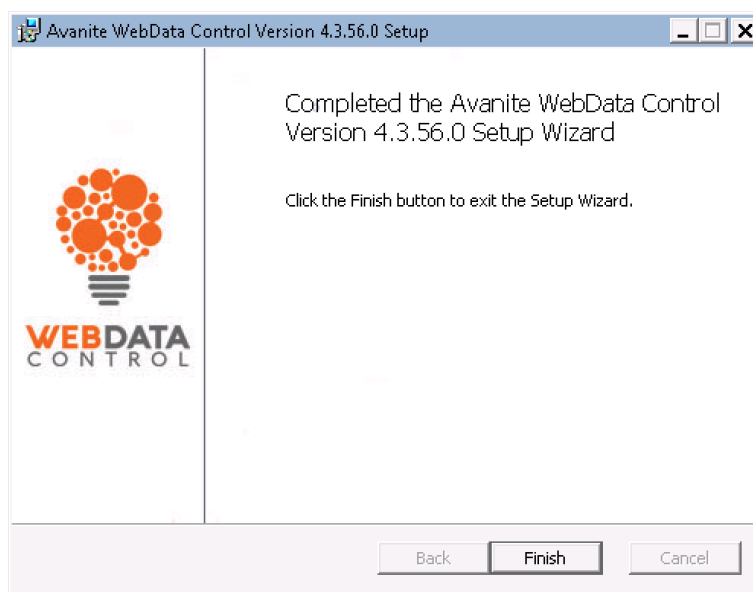 Avanite WebData Control Version 4.3.56.0 Setup
Completed the Avanite WebData Control
Version 4.3.56.0 Setup Wizard
Click the Finish button to exit the Setup Wizard.
WEBDATA
CONTROL
Back Finish Cancel